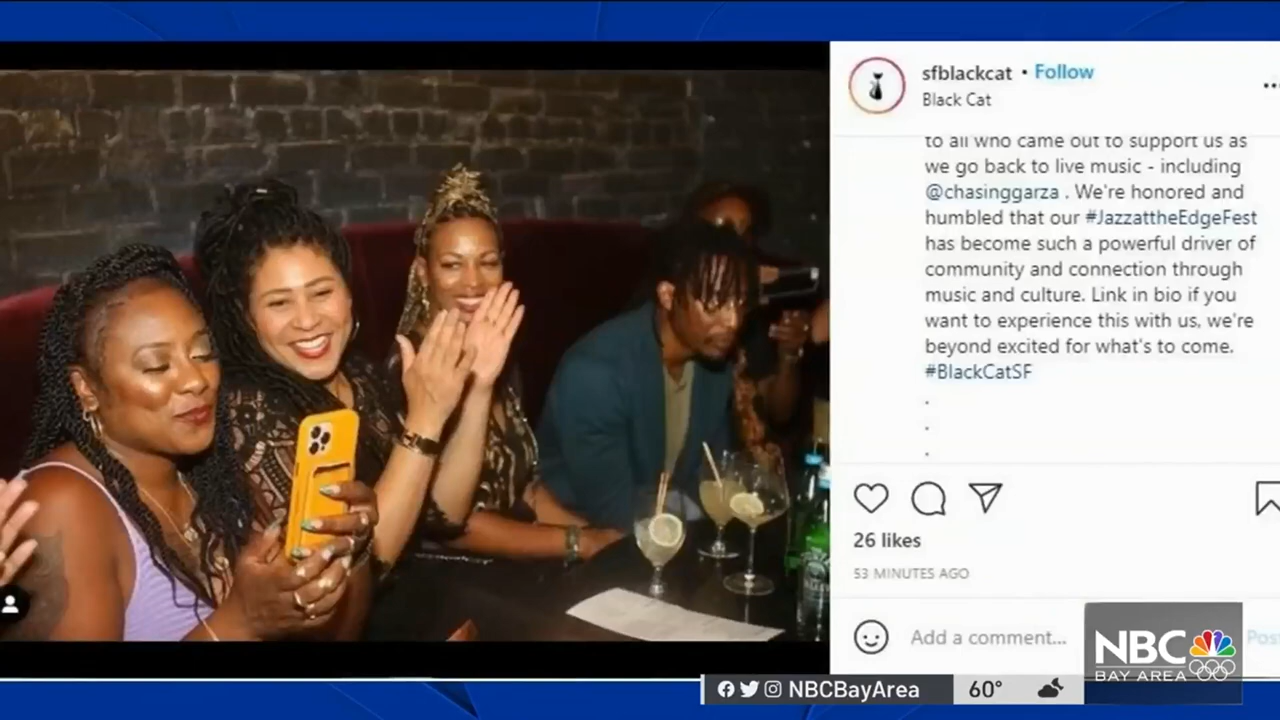 sfblackcat • Follow
Black Cat
to all who came out to support us as
we go back to live music - including
@chasinggarza . We're honored and
humbled that our #JazzattheEdgeFest
has become such a powerful driver of
community and connection through
music and culture. Link in bio if you
want to experience this with us, we're
beyond excited for what's to come.
#BlackCatSF
.
.
.
26 likes
53 MINUTES AGO
Add a comment...
Post
NBC
BAY AREA
NBCBayArea
60°